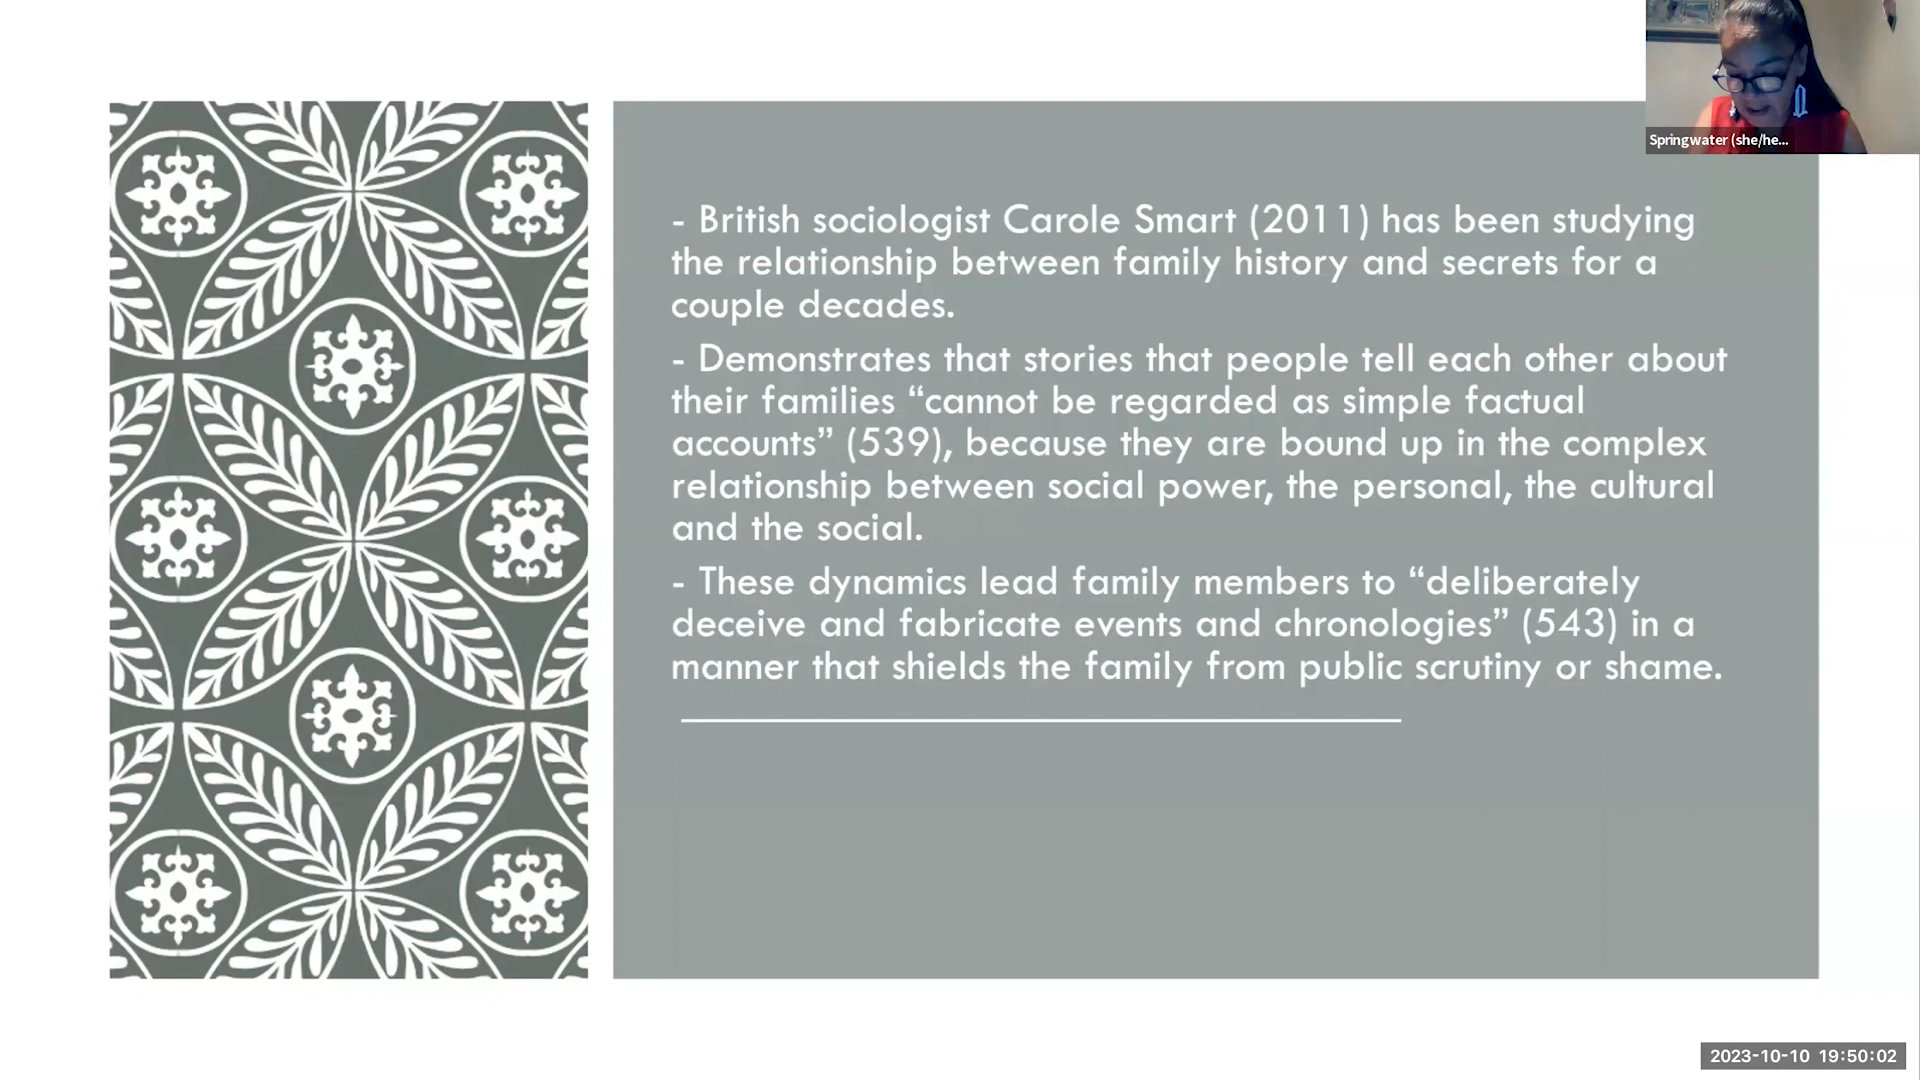 Springwater (she/he...
- British sociologist Carole Smart (2011) has been studying
the relationship between family history and secrets for a
couple decades.
- Demonstrates that stories that people tell each other about
their families “cannot be regarded as simple factual
accounts” (539), because they are bound up in the complex
relationship between social power, the personal, the cultural
and the social.
- These dynamics lead family members to “deliberately
deceive and fabricate events and chronologies” (543) in a
manner that shields the family from public scrutiny or shame.
2023-10-10 19:50:02